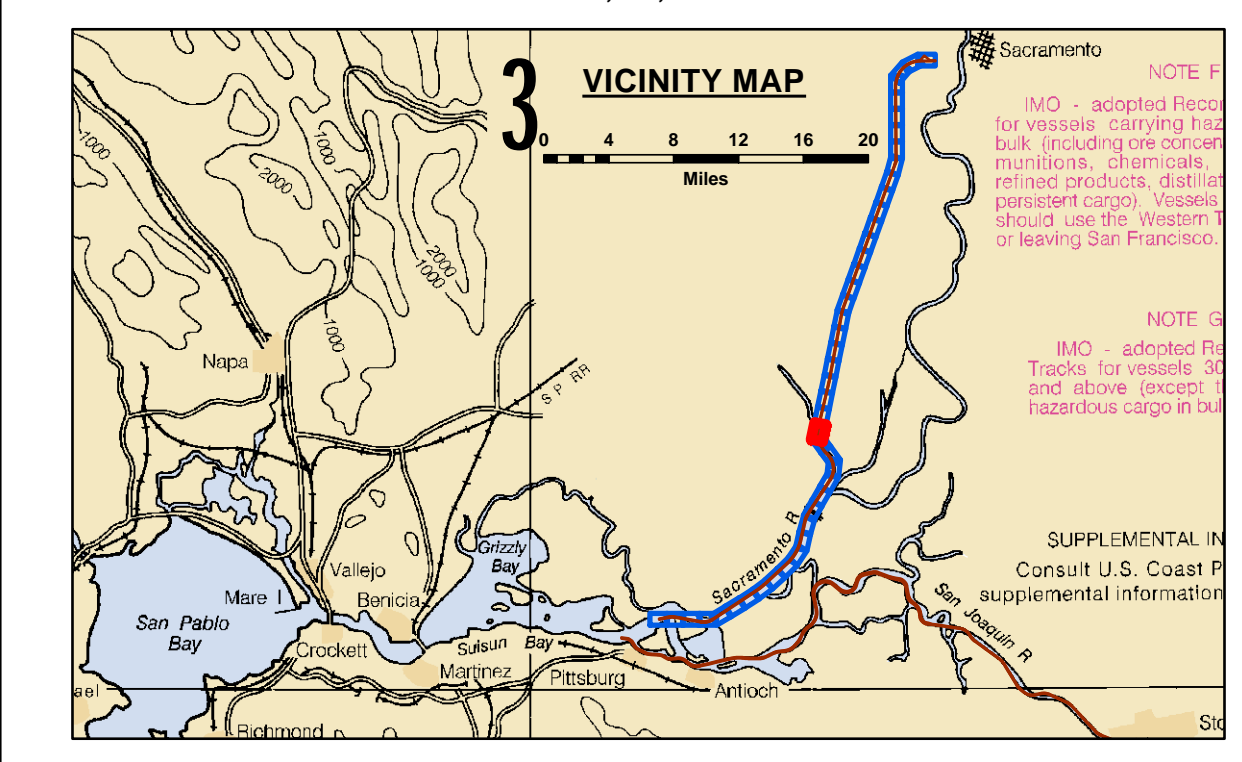 3
VICINITY MAP
0 4 8 12 16 20
Miles
Sacramento
NOTE F
IMO - adopted Recor
for vessels carrying haz
bulk (including ore concen
munitions, chemicals,
refined products, distillat
persistent cargo). Vessels
should use the Western T
or leaving San Francisco.
NOTE G
IMO - adopted Re
Tracks for vessels 30
and above (except t
hazardous cargo in bul
1000
1000
2000
2000
1000
1000
Napa
S P RR
Grizzly
Bay
Sacramento R
SUPPLEMENTAL IN
Consult U.S. Coast P
supplemental information
Vallejo
Mare I
Benicia
San Joaquin R
San Pablo
Bay
Crockett
Suisun Bay
Martinez
Pittsburg
Antioch
ael
Richmond
Sto